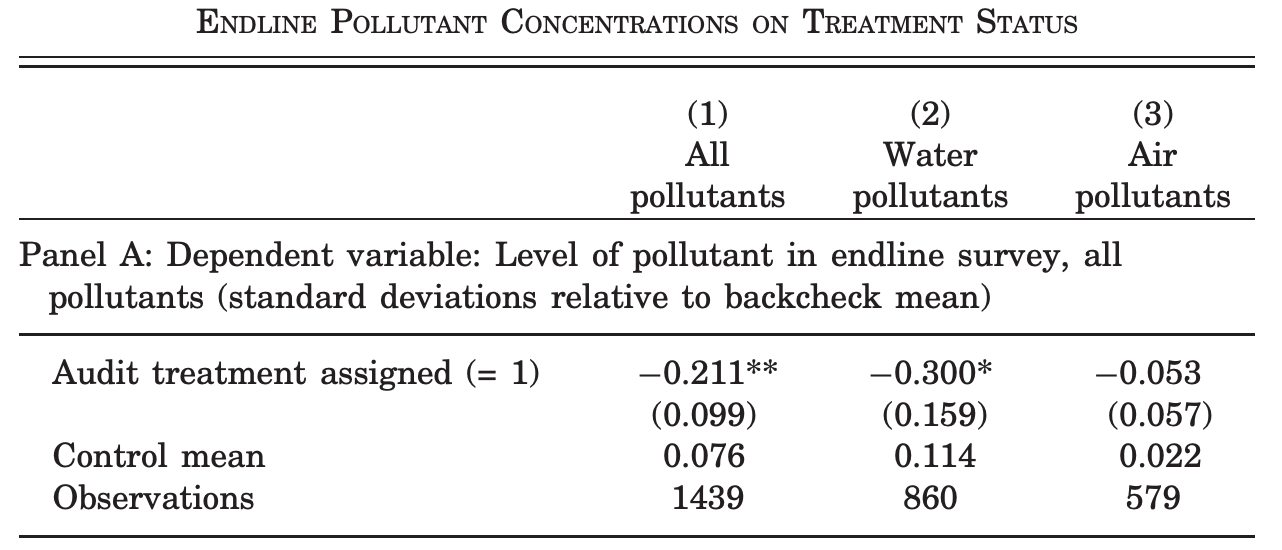 ENDLINE POLLUTANT CONCENTRATIONS ON TREATMENT STATUS
(1) (2) (3)
All Water Air
pollutants pollutants pollutants
Panel A: Dependent variable: Level of pollutant in endline survey, all
pollutants (standard deviations relative to backcheck mean)
Audit treatment assigned (= 1) −0.211** −0.300* −0.053
(0.099) (0.159) (0.057)
Control mean 0.076 0.114 0.022
Observations 1439 860 579